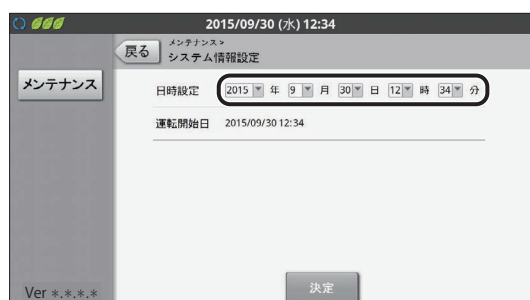 2015/09/30 (水) 12:34
戻る
メンテナンス >
システム情報設定
メンテナンス
日時設定 2015 年 9 月 30 日 12 時 34 分
運転開始日 2015/09/30 12:34
決定
Ver *.*.*.*